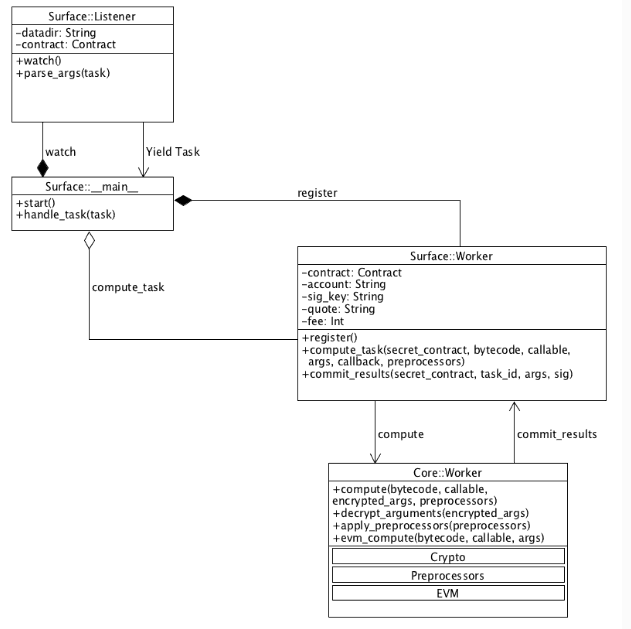 Surface::Listener
-datadir: String
-contract: Contract
+watch()
+parse_args(task)
watch
Yield Task
Surface::__main__
+start()
+handle_task(task)
register
compute_task
Surface::Worker
-contract: Contract
-account: String
-sig_key: String
-quote: String
-fee: Int
+register()
+compute_task(secret_contract, bytecode, callable,
args, callback, preprocessors)
+commit_results(secret_contract, task_id, args, sig)
compute
commit_results
Core::Worker
+compute(bytecode, callable,
encrypted_args, preprocessors)
+decrypt_arguments(encrypted_args)
+apply_preprocessors(preprocessors)
+evm_compute(bytecode, callable, args)
Crypto
Preprocessors
EVM